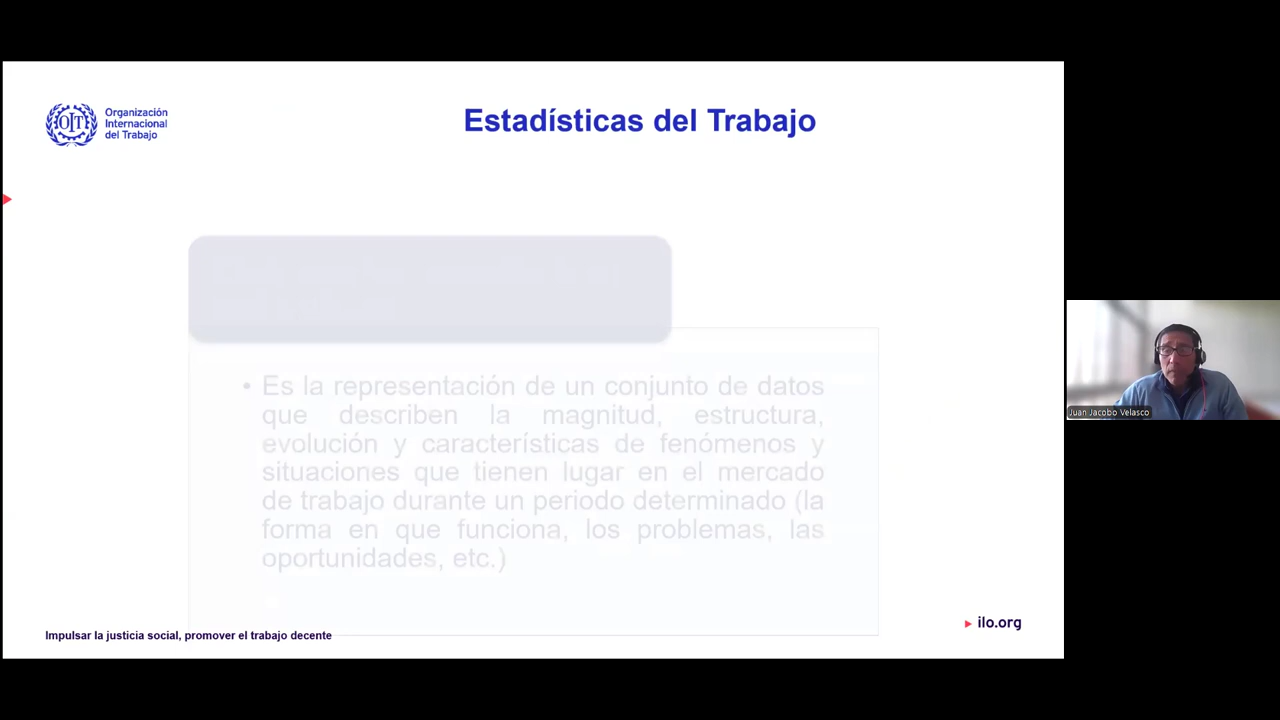 OIT
Organización
Internacional
del Trabajo
Estadísticas del Trabajo
• Es la representación de un conjunto de datos
que describen la magnitud, estructura,
evolución y características de fenómenos y
situaciones que tienen lugar en el mercado
de trabajo durante un periodo determinado (la
forma en que funciona, los problemas, las
oportunidades, etc.)
Impulsar la justicia social, promover el trabajo decente
ilo.org
Juan Jacobo Velasco